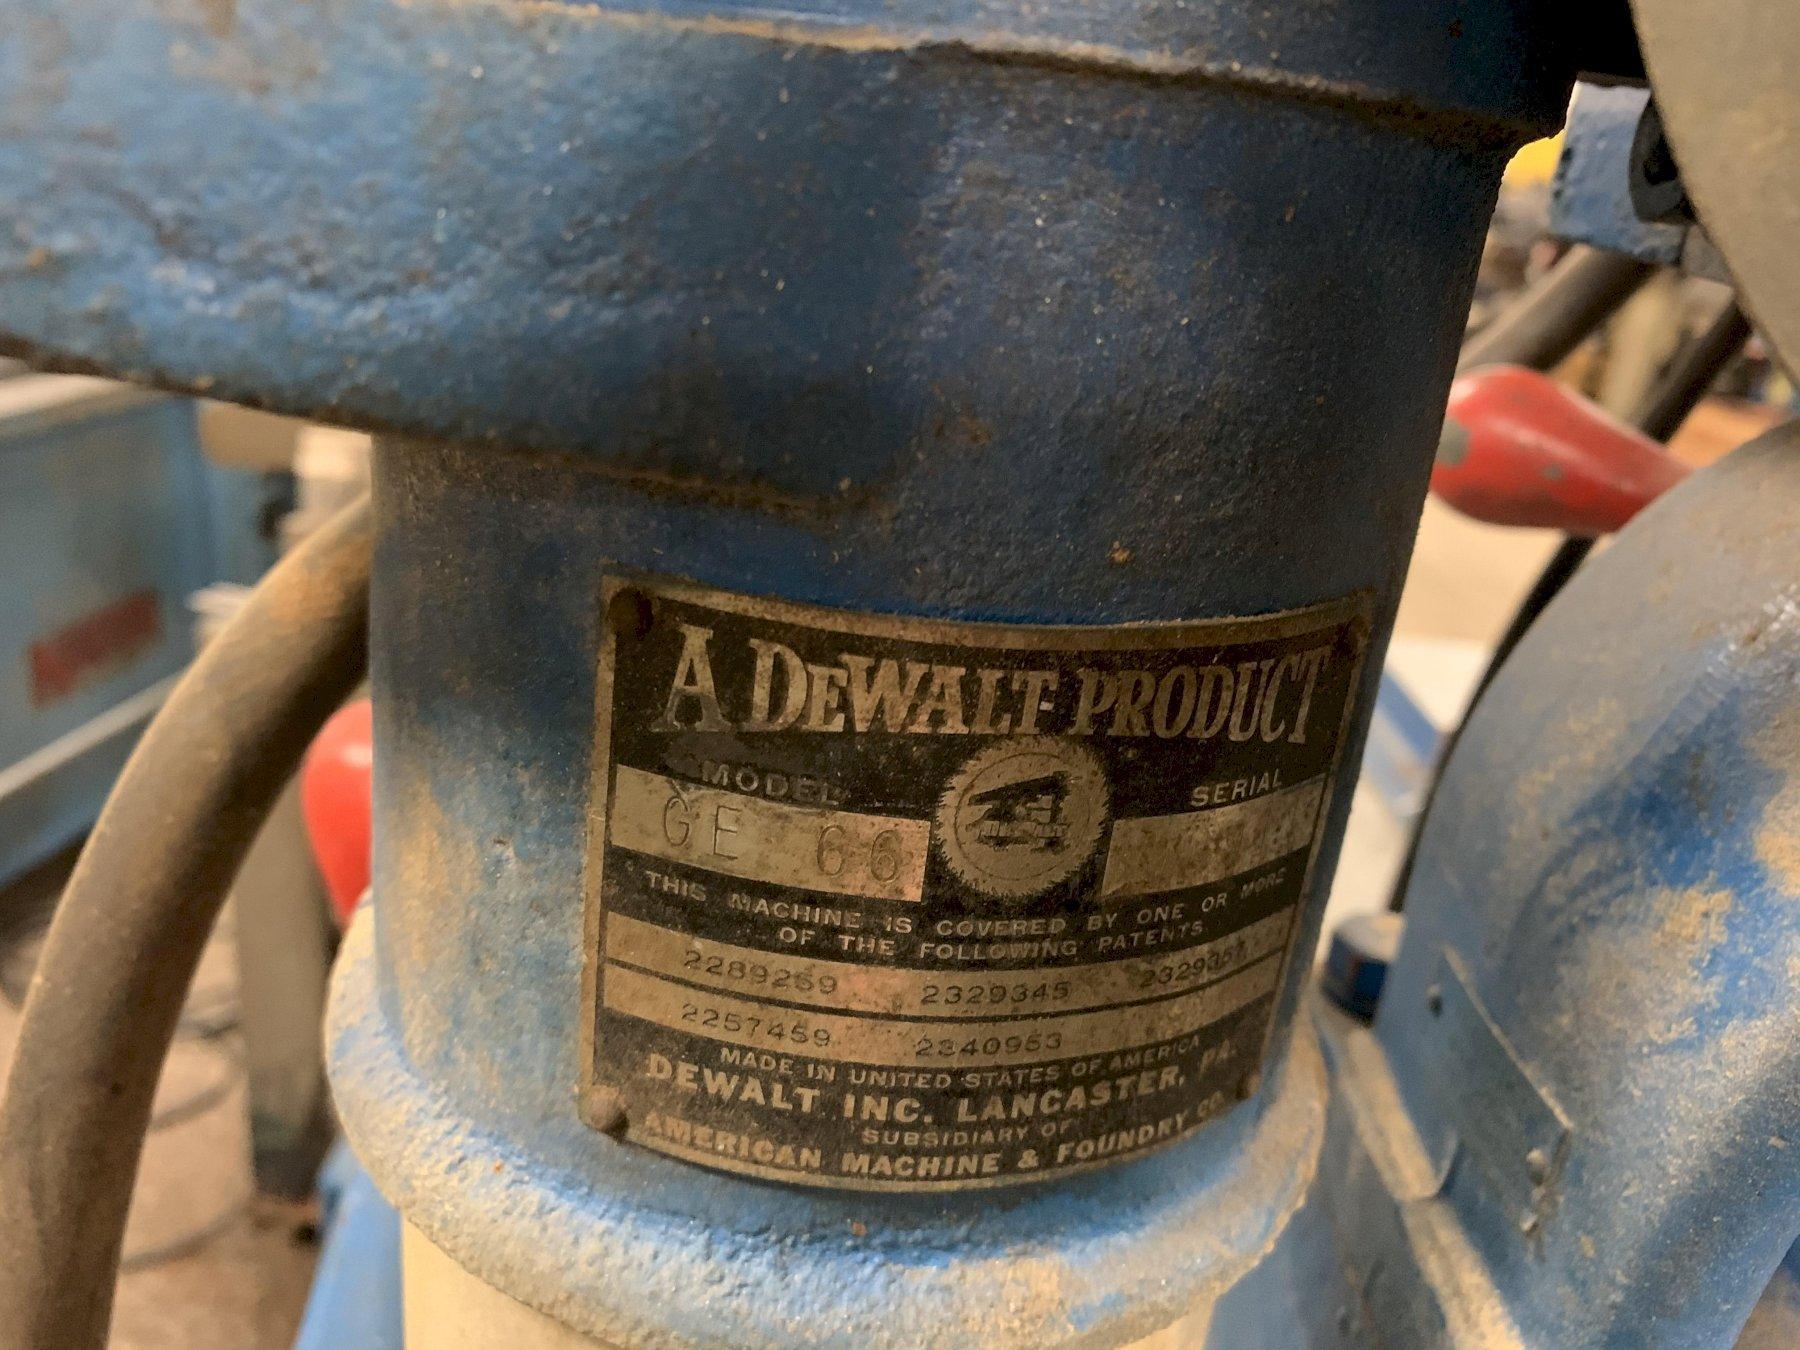 A DEWALT PRODUCT
MODEL SERIAL
GE 66
THIS MACHINE IS COVERED BY ONE OR MORE
OF THE FOLLOWING PATENTS
2289259 2329345 2329357
2257459 2340953
MADE IN UNITED STATES OF AMERICA
DEWALT INC. LANCASTER, PA.
SUBSIDIARY OF
AMERICAN MACHINE & FOUNDRY CO.